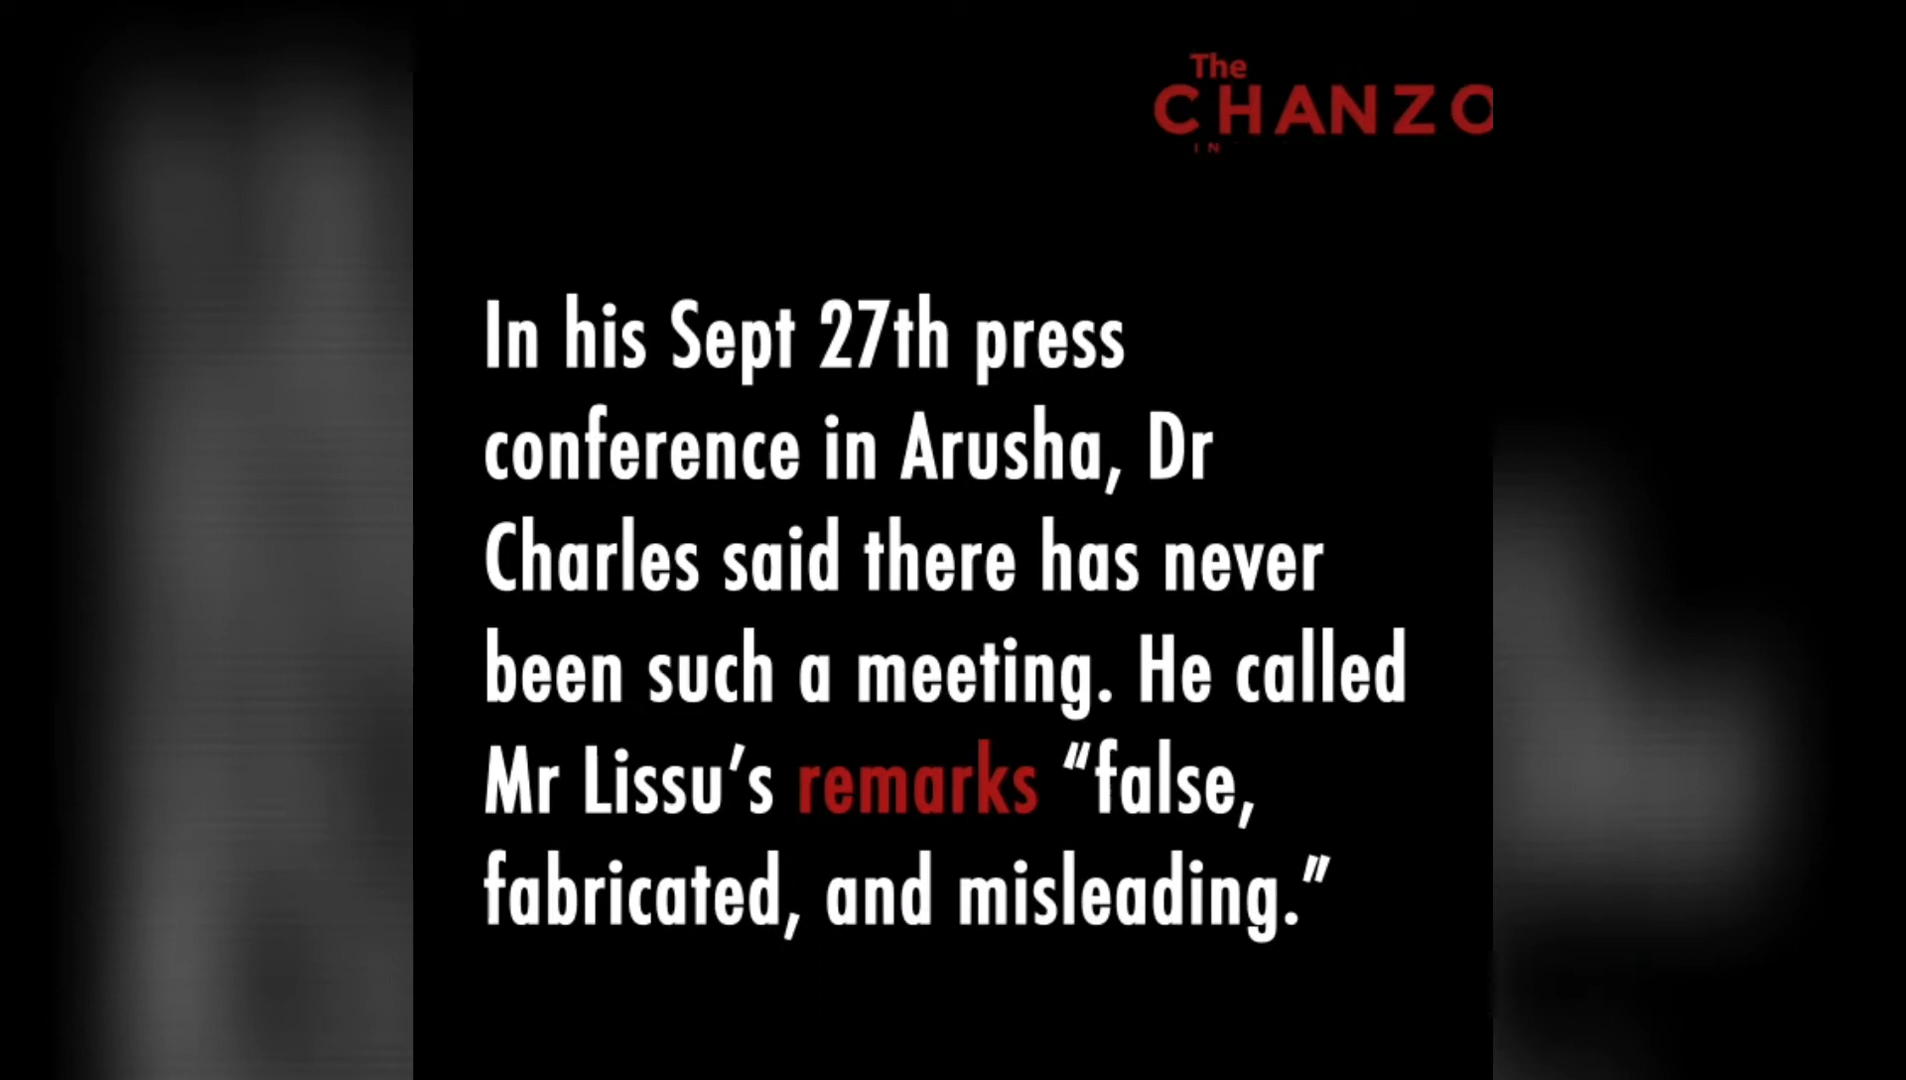 The
CHANZO
IN
In his Sept 27th press
conference in Arusha, Dr
Charles said there has never
been such a meeting. He called
Mr Lissu’s remarks “false,
fabricated, and misleading.”